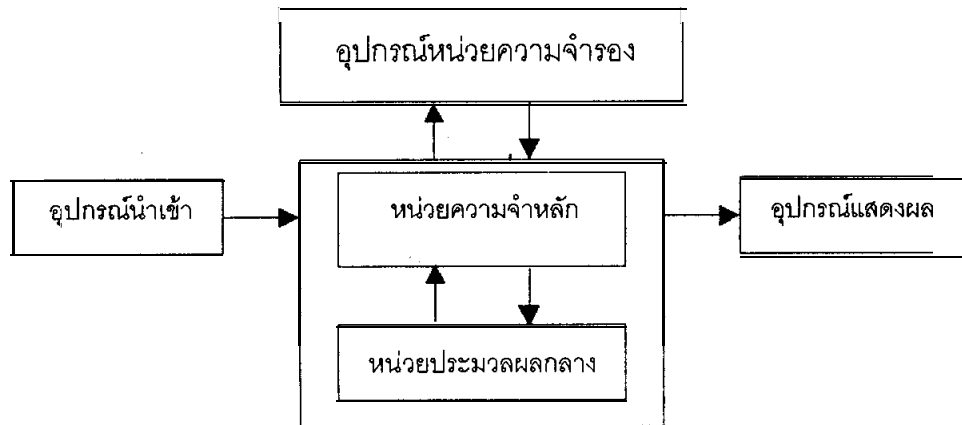 อุปกรณ์หน่วยความจำรอง
อุปกรณ์นำเข้า
หน่วยความจำหลัก
อุปกรณ์แสดงผล
หน่วยประมวลผลกลาง